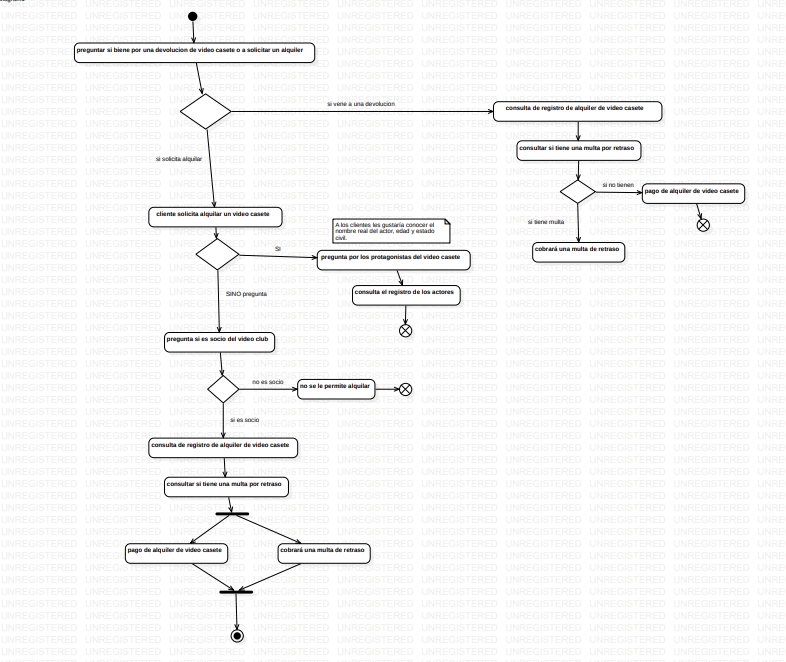 preguntar si biene por una devolucion de video casete o a solicitar un alquiler
si viene a una devolucion
consulta de registro de alquiler de video casete
consultar si tiene una multa por retraso
si no tienen
pago de alquiler de video casete
si tiene multa
cobrará una multa de retraso
si solicita alquilar
cliente solicita alquilar un video casete
A los clientes les gustaría conocer el
nombre real del actor, edad y estado
civil.
SI
pregunta por los protagonistas del video casete
consulta el registro de los actores
SINO pregunta
pregunta si es socio del video club
no es socio
no se le permite alquilar
si es socio
consulta de registro de alquiler de video casete
consultar si tiene una multa por retraso
pago de alquiler de video casete
cobrará una multa de retraso
UNREGISTERED